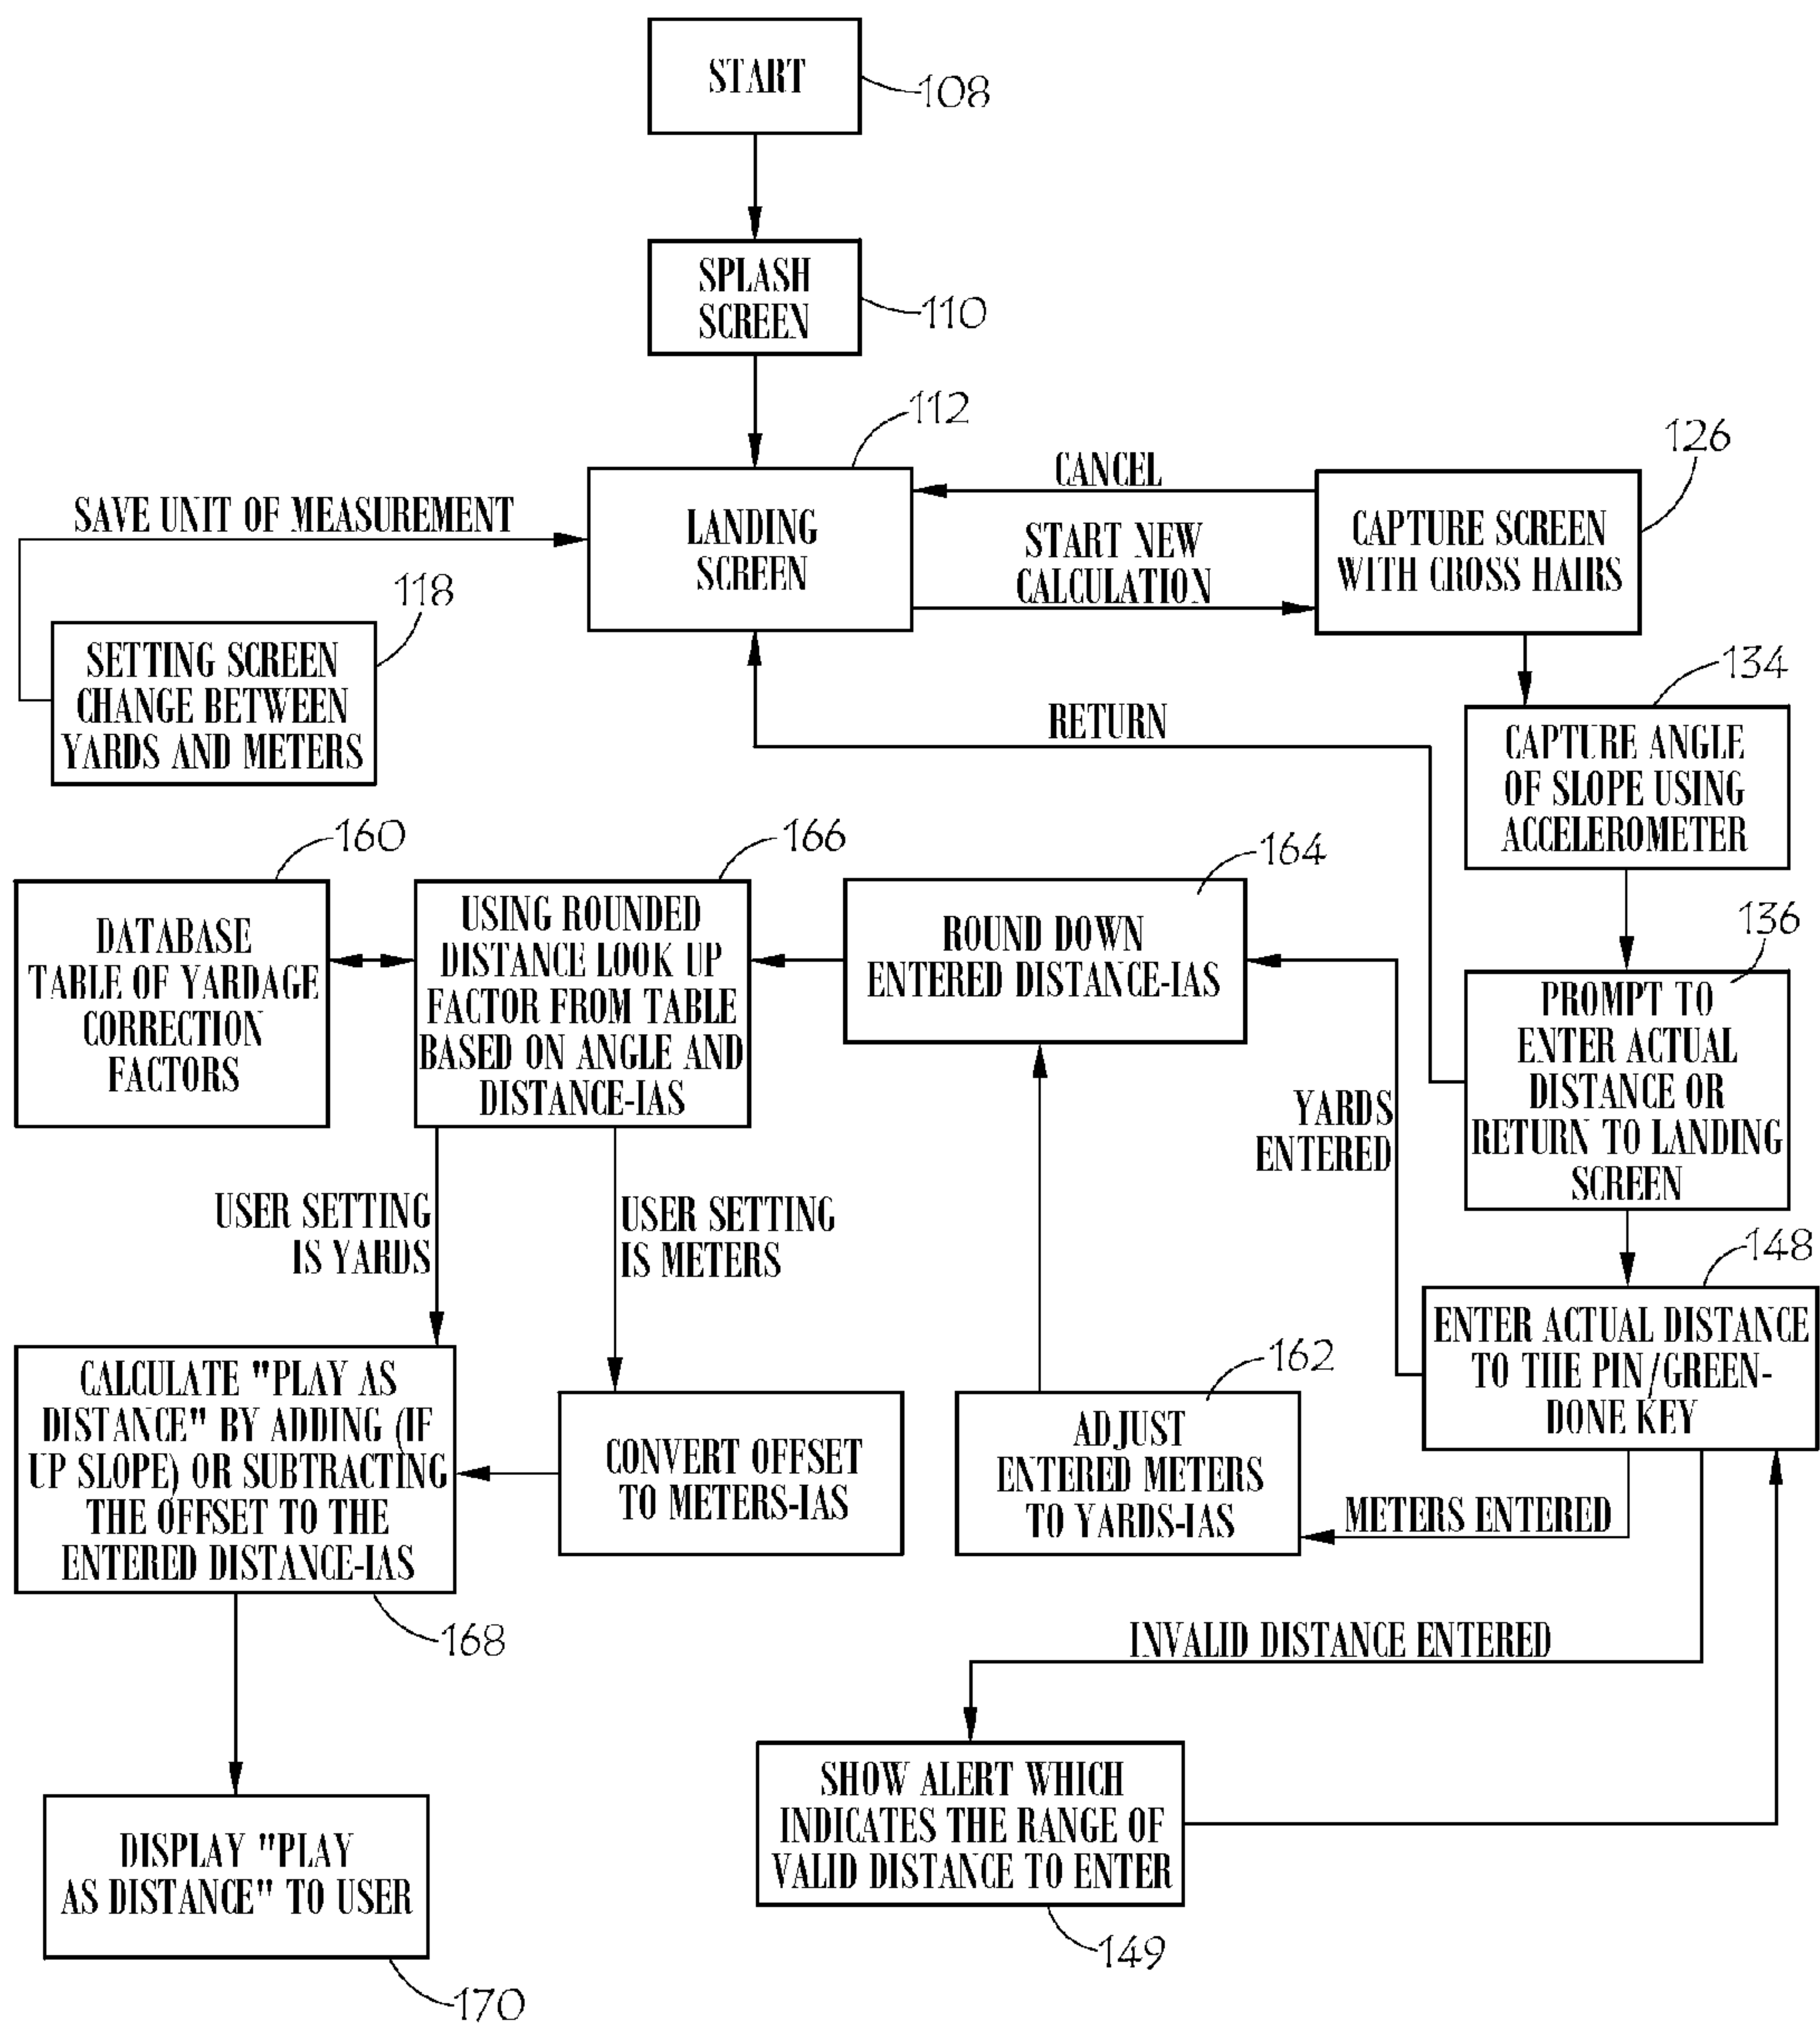 START
108
SPLASH
SCREEN
110
112
LANDING
SCREEN
CANCEL
START NEW
CALCULATION
126
CAPTURE SCREEN
WITH CROSS HAIRS
SAVE UNIT OF MEASUREMENT
118
SETTING SCREEN
CHANGE BETWEEN
YARDS AND METERS
RETURN
134
CAPTURE ANGLE
OF SLOPE USING
ACCELEROMETER
160
DATABASE
TABLE OF YARDAGE
CORRECTION
FACTORS
166
USING ROUNDED
DISTANCE LOOK UP
FACTOR FROM TABLE
BASED ON ANGLE AND
DISTANCE-IAS
164
ROUND DOWN
ENTERED DISTANCE-IAS
136
PROMPT TO
ENTER ACTUAL
DISTANCE OR
RETURN TO LANDING
SCREEN
YARDS
ENTERED
USER SETTING
IS YARDS
USER SETTING
IS METERS
148
ENTER ACTUAL DISTANCE
TO THE PIN/GREEN-
DONE KEY
CALCULATE "PLAY AS
DISTANCE" BY ADDING (IF
UP SLOPE) OR SUBTRACTING
THE OFFSET TO THE
ENTERED DISTANCE-IAS
168
CONVERT OFFSET
TO METERS-IAS
162
ADJUST
ENTERED METERS
TO YARDS-IAS
METERS ENTERED
INVALID DISTANCE ENTERED
SHOW ALERT WHICH
INDICATES THE RANGE OF
VALID DISTANCE TO ENTER
149
DISPLAY "PLAY
AS DISTANCE" TO USER
170